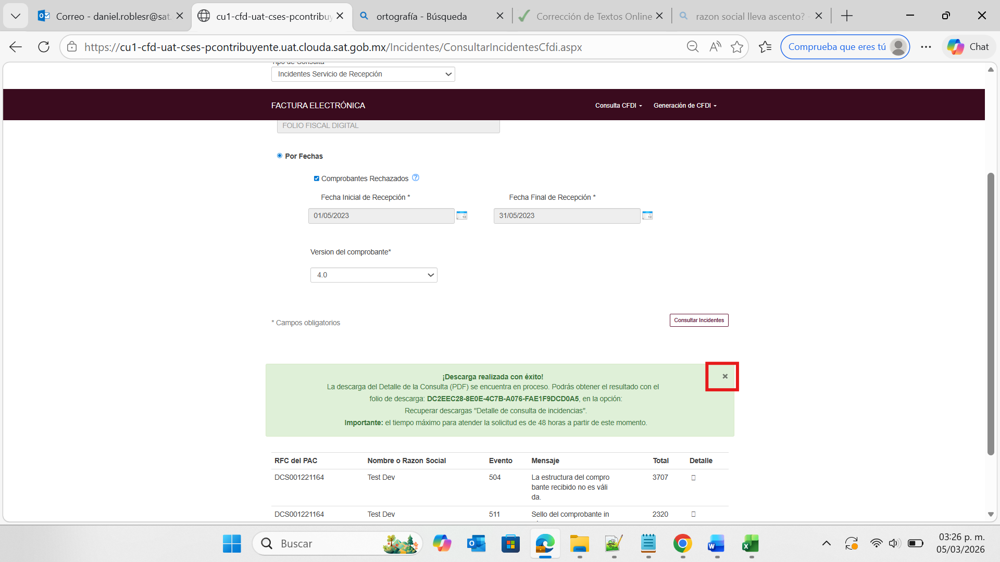 Correo - daniel.roblesr@sat.
cu1-cfd-uat-cses-pcontribuy
ortografía - Búsqueda
Corrección de Textos Online
razon social lleva ascento? -
https://cu1-cfd-uat-cses-pcontribuyente.uat.clouda.sat.gob.mx/Incidentes/ConsultarIncidentesCfdi.aspx
Comprueba que eres tú
Chat
Tipo de Consulta
Incidentes Servicio de Recepción
FACTURA ELECTRÓNICA
Consulta CFDI
Generación de CFDI
FOLIO FISCAL DIGITAL
Por Fechas
Comprobantes Rechazados
Fecha Inicial de Recepción *
Fecha Final de Recepción *
01/05/2023
31/05/2023
Version del comprobante*
4.0
* Campos obligatorios
Consultar Incidentes
¡Descarga realizada con éxito!
La descarga del Detalle de la Consulta (PDF) se encuentra en proceso. Podrás obtener el resultado con el
folio de descarga: DC2EEC28-8E0E-4C7B-A076-FAE1F9DCD0A5, en la opción:
Recuperar descargas "Detalle de consulta de incidencias".
Importante: el tiempo máximo para atender la solicitud es de 48 horas a partir de este momento.
RFC del PAC Nombre o Razon Social Evento Mensaje Total Detalle
DCS001221164 Test Dev 504 La estructura del compro 3707
bante recibido no es váli
da.
DCS001221164 Test Dev 511 Sello del comprobante in 2320
Buscar
03:26 p. m.
05/03/2026